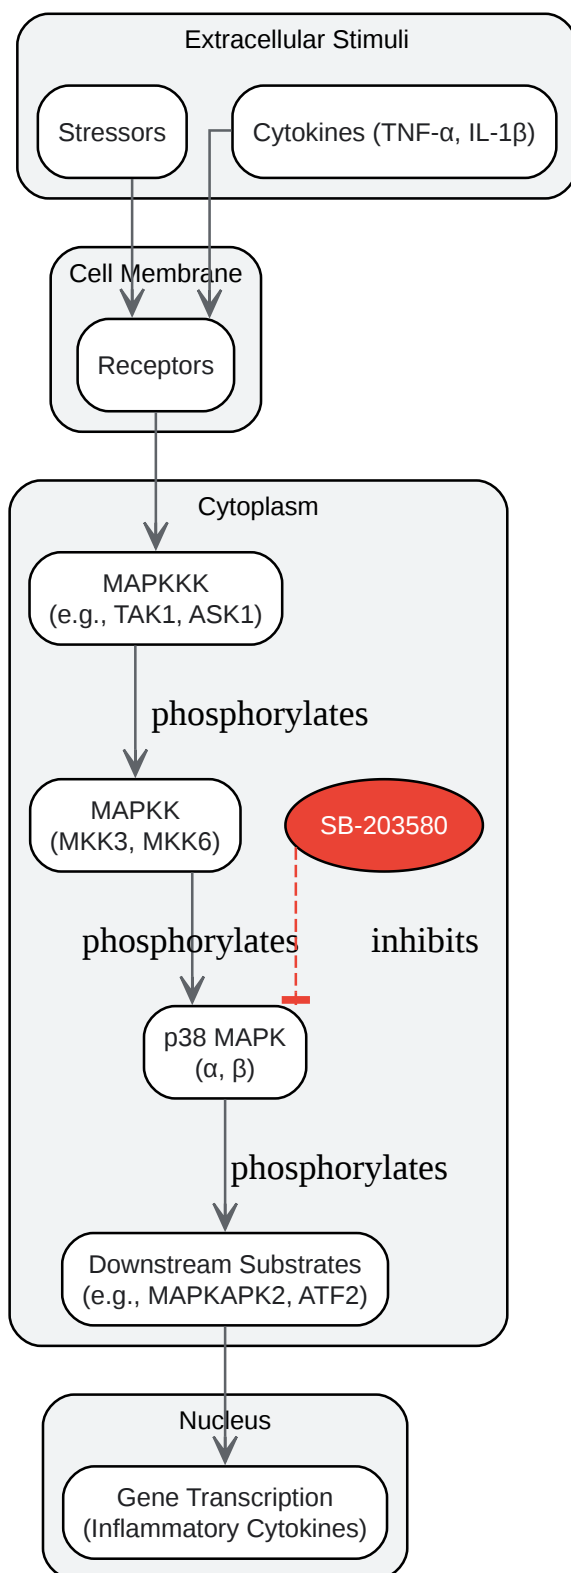 Extracellular Stimuli
Stressors
Cytokines (TNF-α, IL-1β)
Cell Membrane
Receptors
Cytoplasm
MAPKKK
(e.g., TAK1, ASK1)
phosphorylates
MAPKK
(MKK3, MKK6)
SB-203580
phosphorylates
inhibits
p38 MAPK
(α, β)
phosphorylates
Downstream Substrates
(e.g., MAPKAPK2, ATF2)
Nucleus
Gene Transcription
(Inflammatory Cytokines)